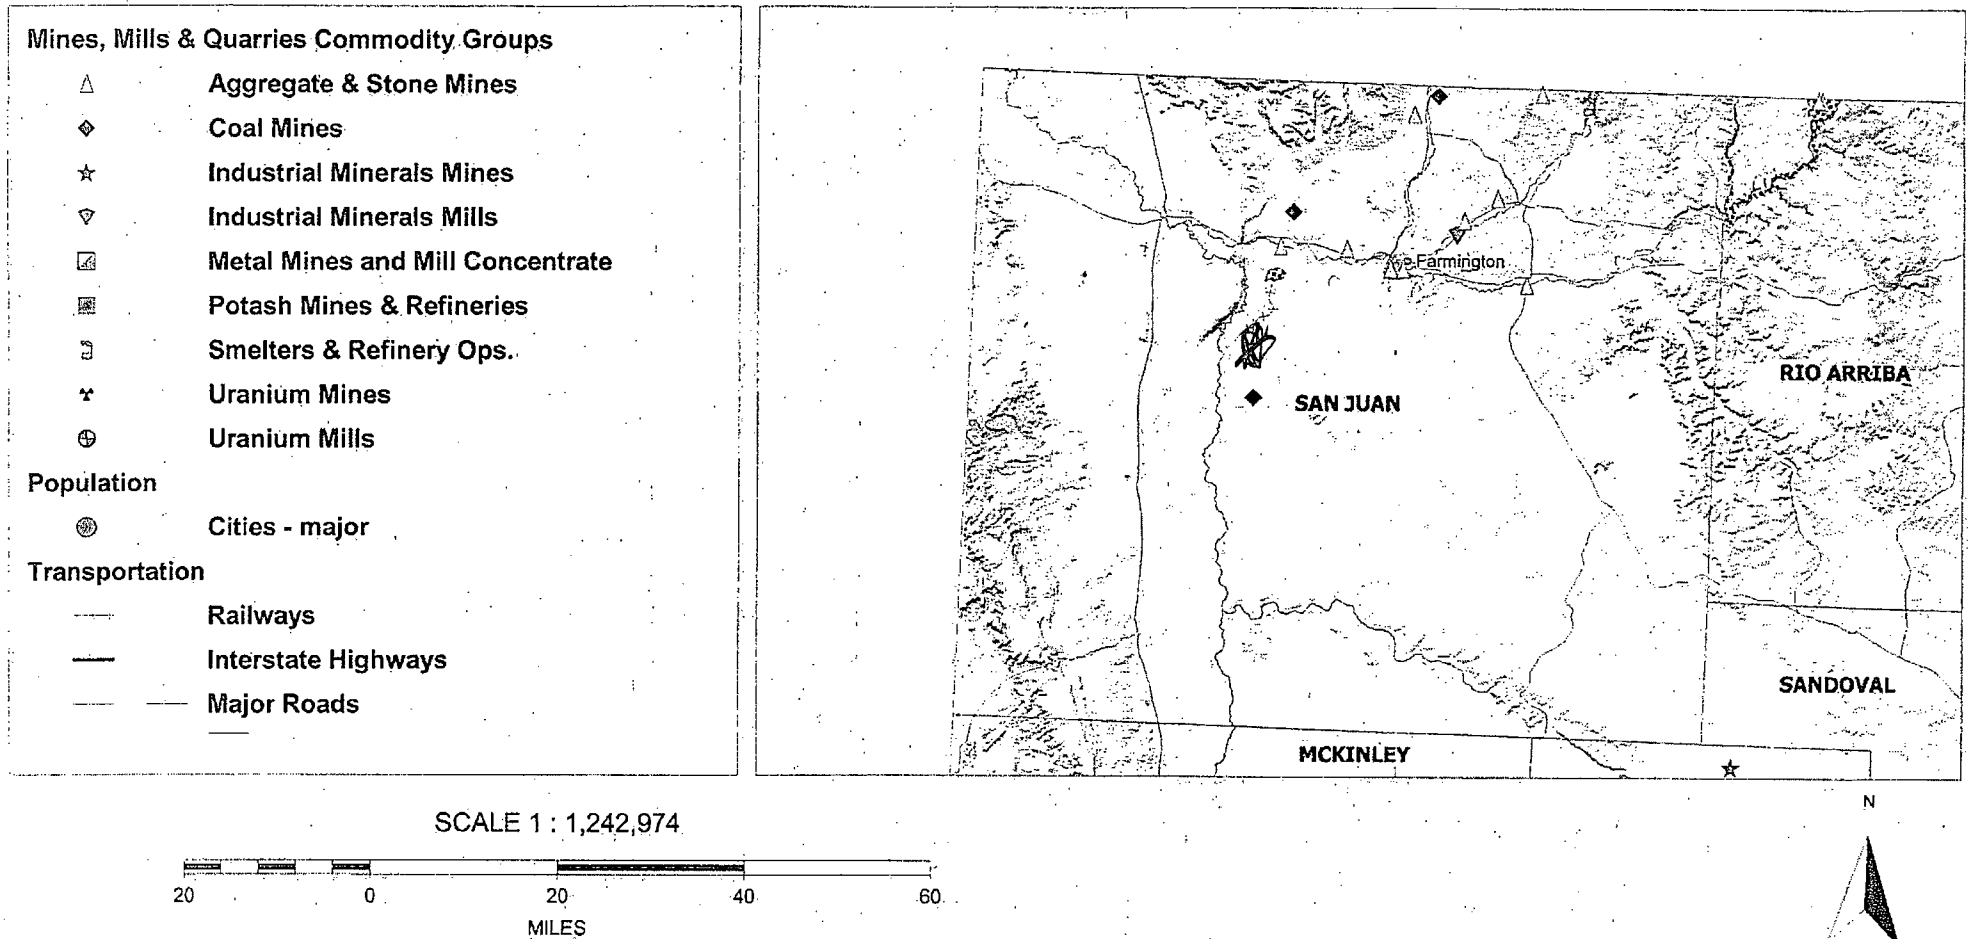 Mines, Mills & Quarries Commodity Groups
Aggregate & Stone Mines
Coal Mines
Industrial Minerals Mines
Industrial Minerals Mills
Metal Mines and Mill Concentrate
Potash Mines & Refineries
Smelters & Refinery Ops.
Uranium Mines
Uranium Mills
Population
Cities - major
Transportation
Railways
Interstate Highways
Major Roads
Farmington
RIO ARRIBA
SAN JUAN
SANDOVAL
MCKINLEY
SCALE 1 : 1,242,974
20 0 20 40 60
MILES
N